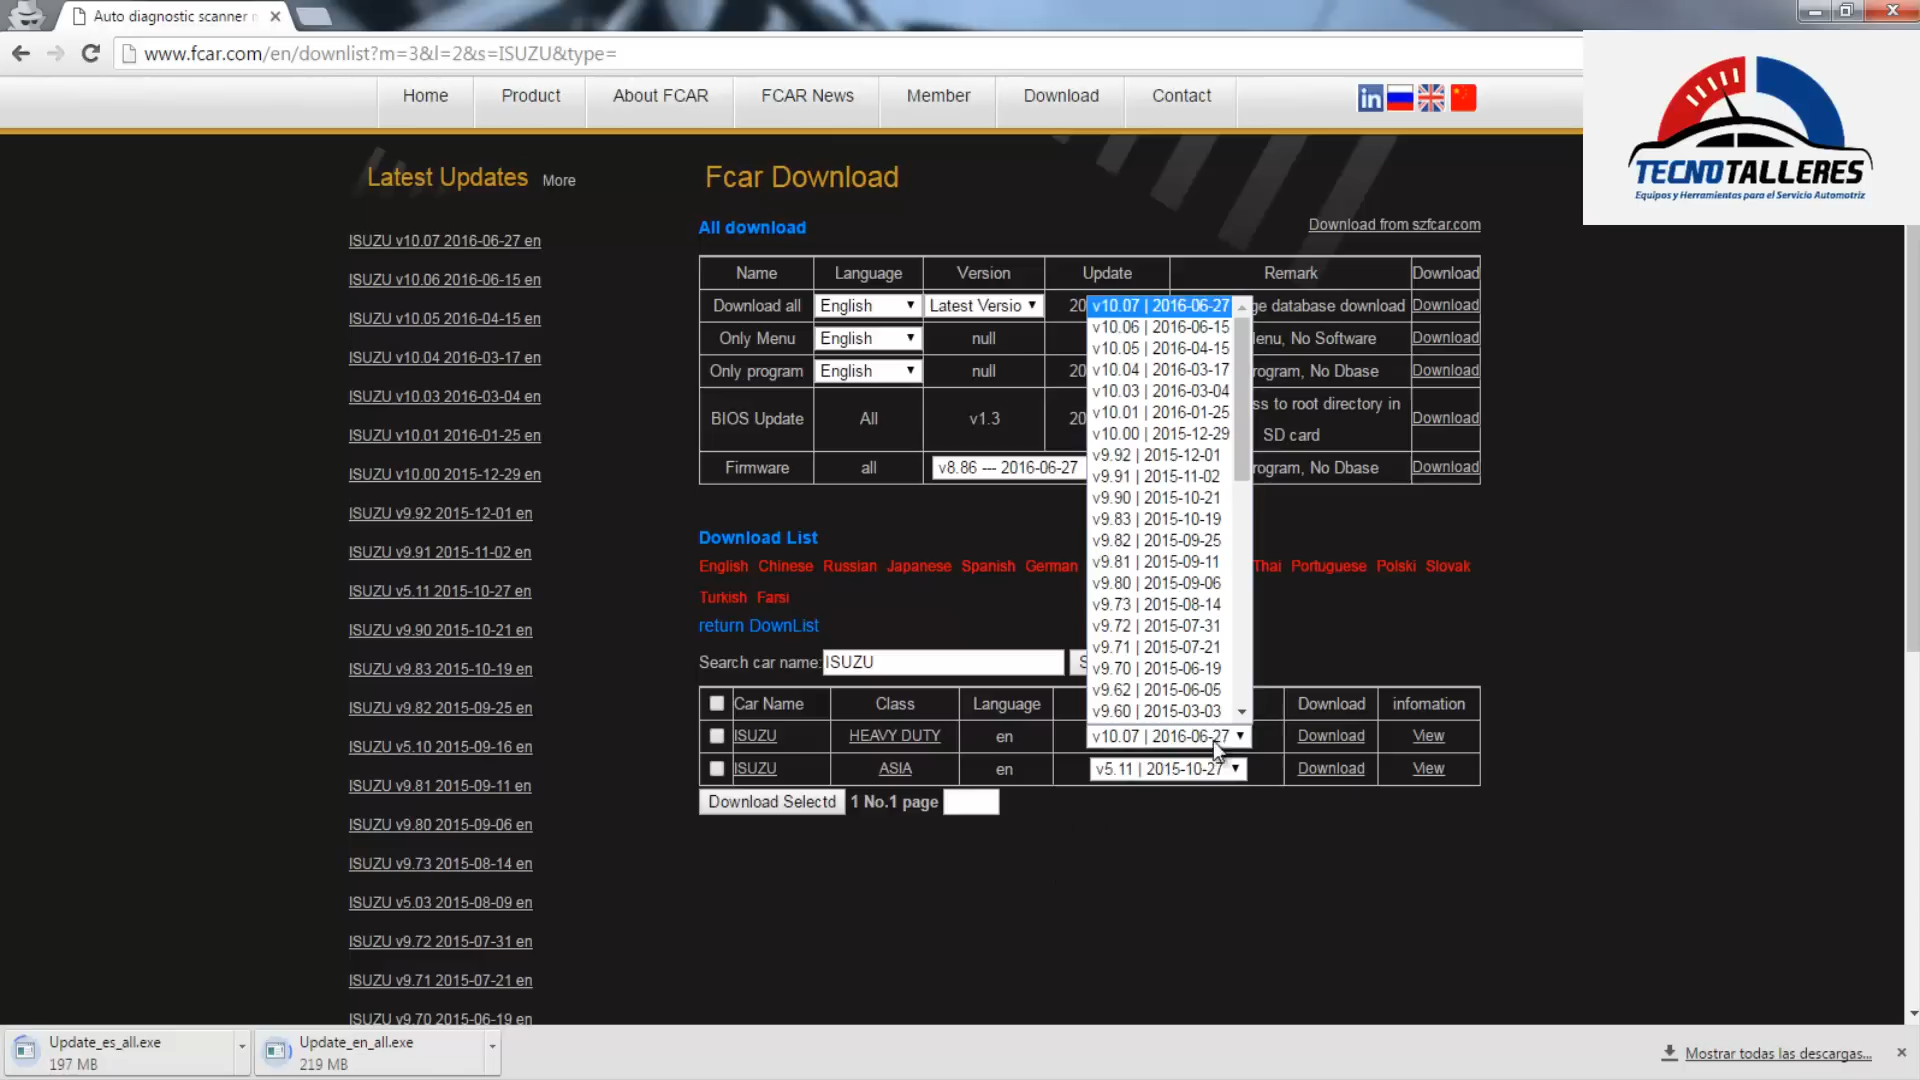 Auto diagnostic scanner
www.fcar.com/en/downlist?m=3&l=2&s=ISUZU&type=
Home Product About FCAR FCAR News Member Download Contact
in
TECNOTALLERES
Equipos y Herramientas para el Servicio Automotriz
Latest Updates More
ISUZU v10.07 2016-06-27 en
ISUZU v10.06 2016-06-15 en
ISUZU v10.05 2016-04-15 en
ISUZU v10.04 2016-03-17 en
ISUZU v10.03 2016-03-04 en
ISUZU v10.01 2016-01-25 en
ISUZU v10.00 2015-12-29 en
ISUZU v9.92 2015-12-01 en
ISUZU v9.91 2015-11-02 en
ISUZU v5.11 2015-10-27 en
ISUZU v9.90 2015-10-21 en
ISUZU v9.83 2015-10-19 en
ISUZU v9.82 2015-09-25 en
ISUZU v5.10 2015-09-16 en
ISUZU v9.81 2015-09-11 en
ISUZU v9.80 2015-09-06 en
ISUZU v9.73 2015-08-14 en
ISUZU v5.03 2015-08-09 en
ISUZU v9.72 2015-07-31 en
ISUZU v9.71 2015-07-21 en
ISUZU v9.70 2015-06-19 en
Fcar Download
All download Download from szfcar.com
Name Language Version Update Remark Download
Download all English Latest Versio 20 ge database download Download
Only Menu English null enu, No Software Download
Only program English null 20 rogram, No Dbase Download
BIOS Update All v1.3 20 ss to root directory in SD card Download
Firmware all v8.86 --- 2016-06-27 rogram, No Dbase Download
v10.07 | 2016-06-27
v10.06 | 2016-06-15
v10.05 | 2016-04-15
v10.04 | 2016-03-17
v10.03 | 2016-03-04
v10.01 | 2016-01-25
v10.00 | 2015-12-29
v9.92 | 2015-12-01
v9.91 | 2015-11-02
v9.90 | 2015-10-21
v9.83 | 2015-10-19
v9.82 | 2015-09-25
v9.81 | 2015-09-11
v9.80 | 2015-09-06
v9.73 | 2015-08-14
v9.72 | 2015-07-31
v9.71 | 2015-07-21
v9.70 | 2015-06-19
v9.62 | 2015-06-05
v9.60 | 2015-03-03
Download List
English Chinese Russian Japanese Spanish German Thai Portuguese Polski Slovak
Turkish Farsi
return DownList
Search car name: ISUZU S
Car Name Class Language Download infomation
ISUZU HEAVY DUTY en v10.07 | 2016-06-27 Download View
ISUZU ASIA en v5.11 | 2015-10-27 Download View
Download Selectd 1 No.1 page
Update_es_all.exe
197 MB
Update_en_all.exe
219 MB
Mostrar todas las descargas...